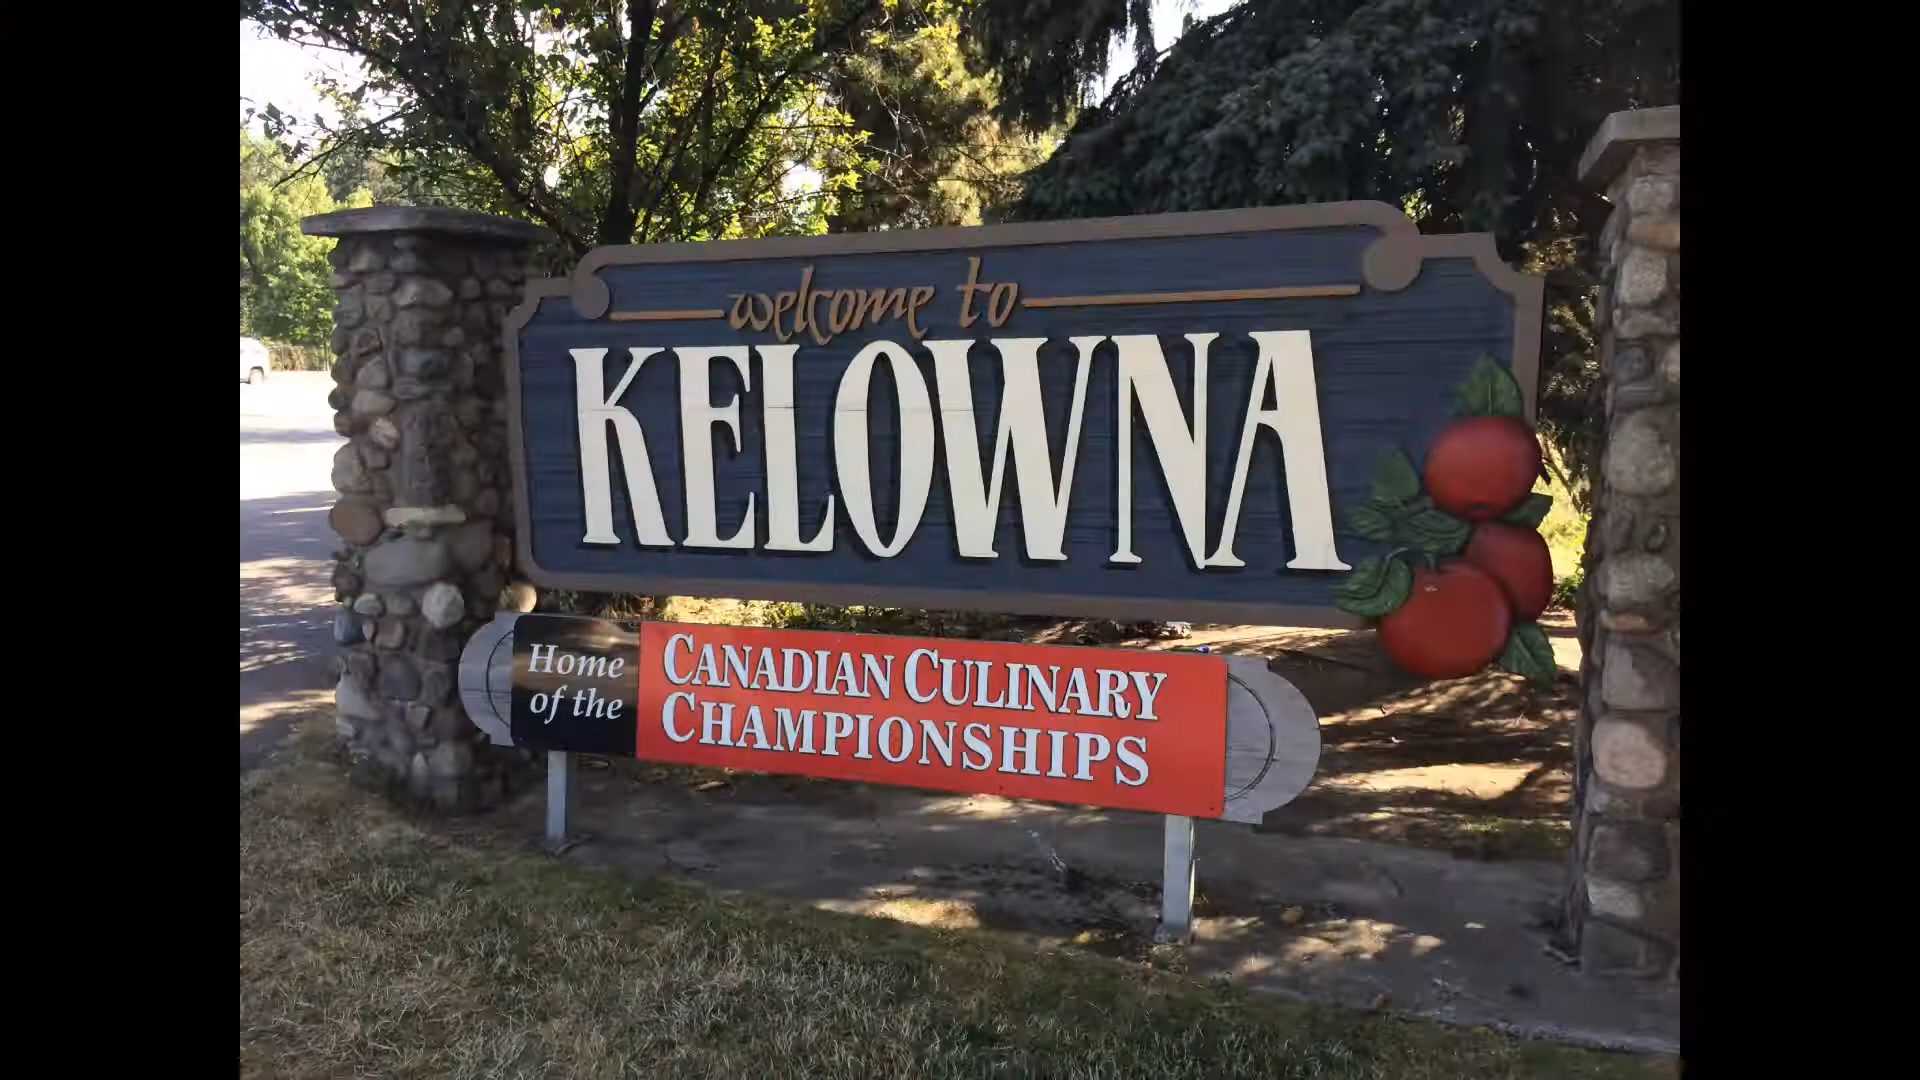 welcome to
KELOWNA
Home
of the
CANADIAN CULINARY
CHAMPIONSHIPS